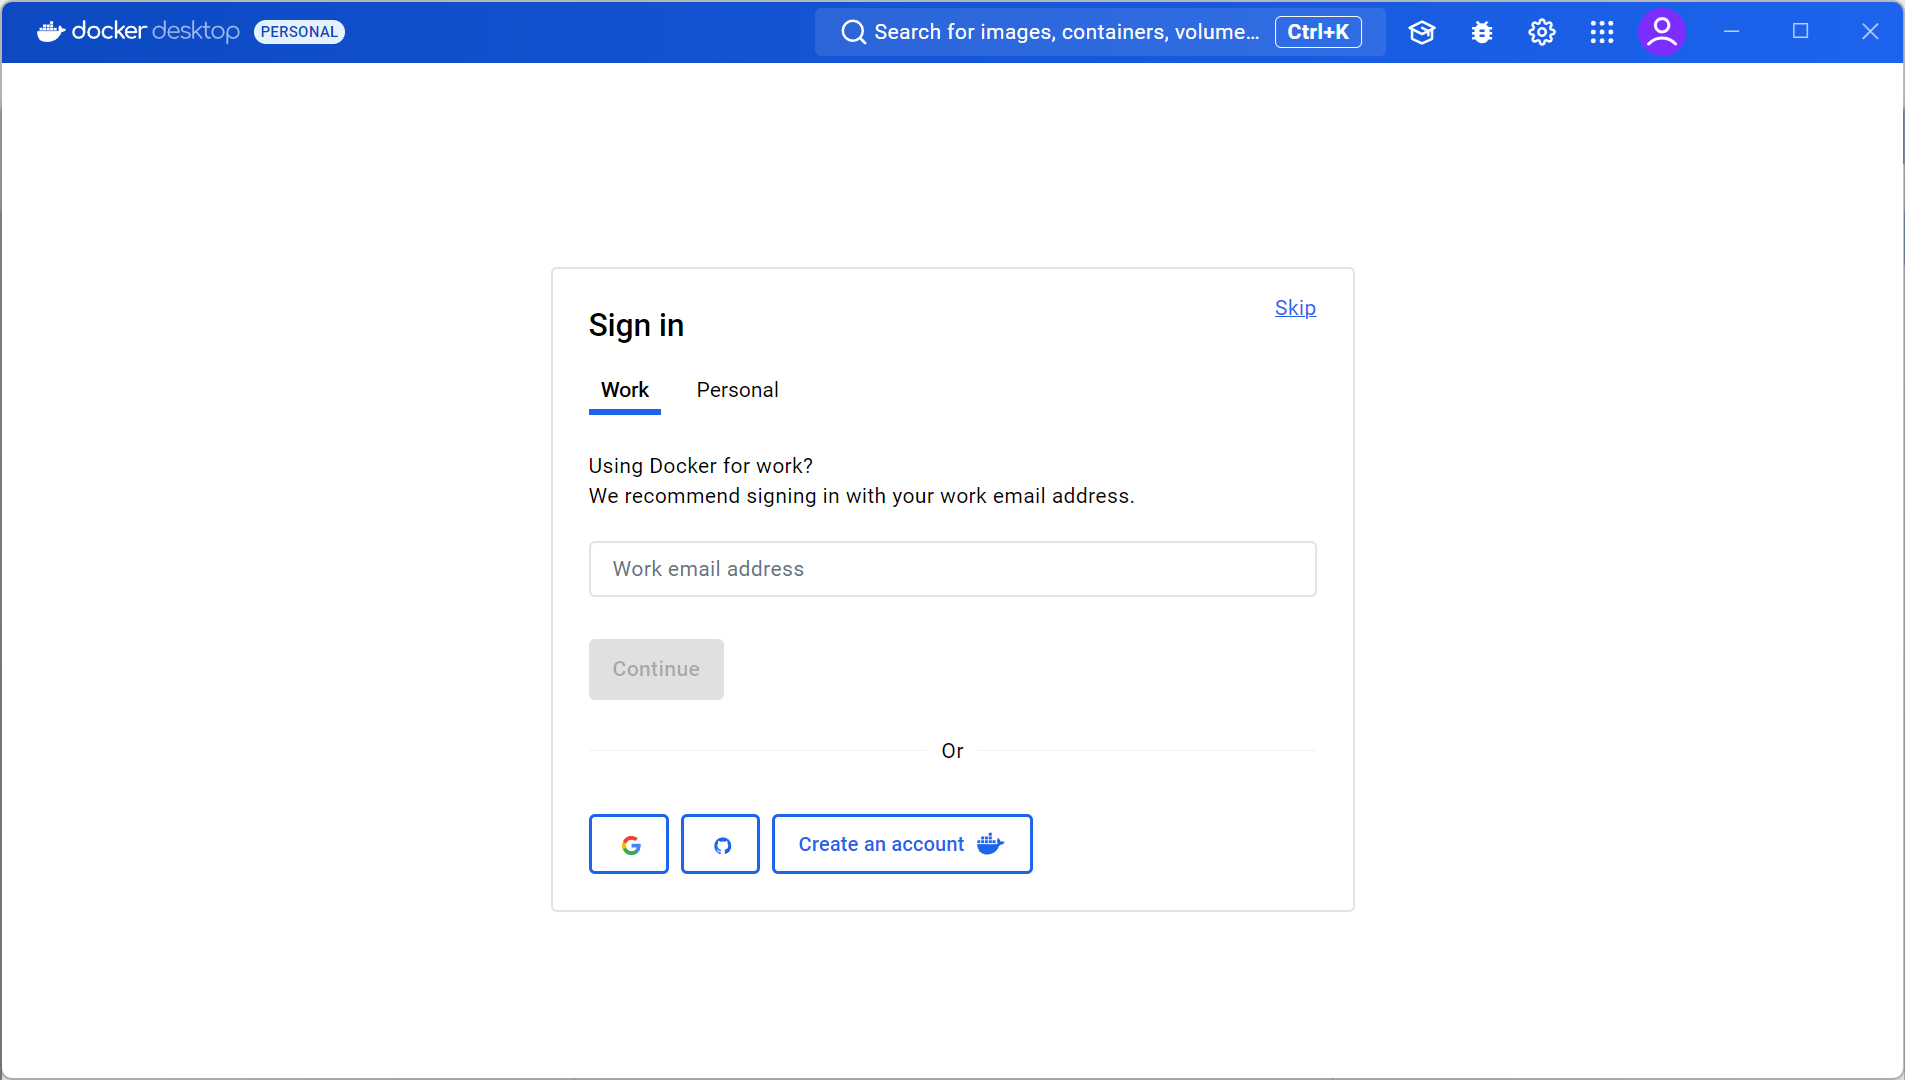 docker desktop PERSONAL
Search for images, containers, volume... Ctrl+K
Skip
Sign in
Work Personal
Using Docker for work?
We recommend signing in with your work email address.
Work email address
Continue
Or
Create an account